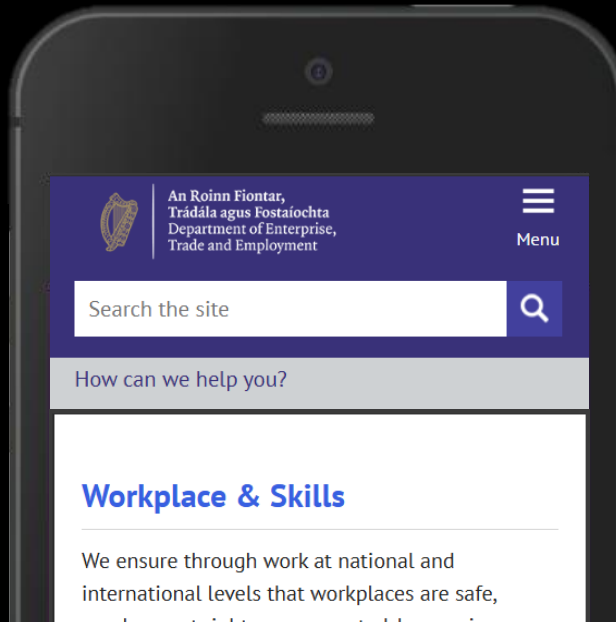 An Roinn Fiontar,
Trádála agus Fostaíochta
Department of Enterprise,
Trade and Employment
Menu
Search the site
How can we help you?
Workplace & Skills
We ensure through work at national and
international levels that workplaces are safe,